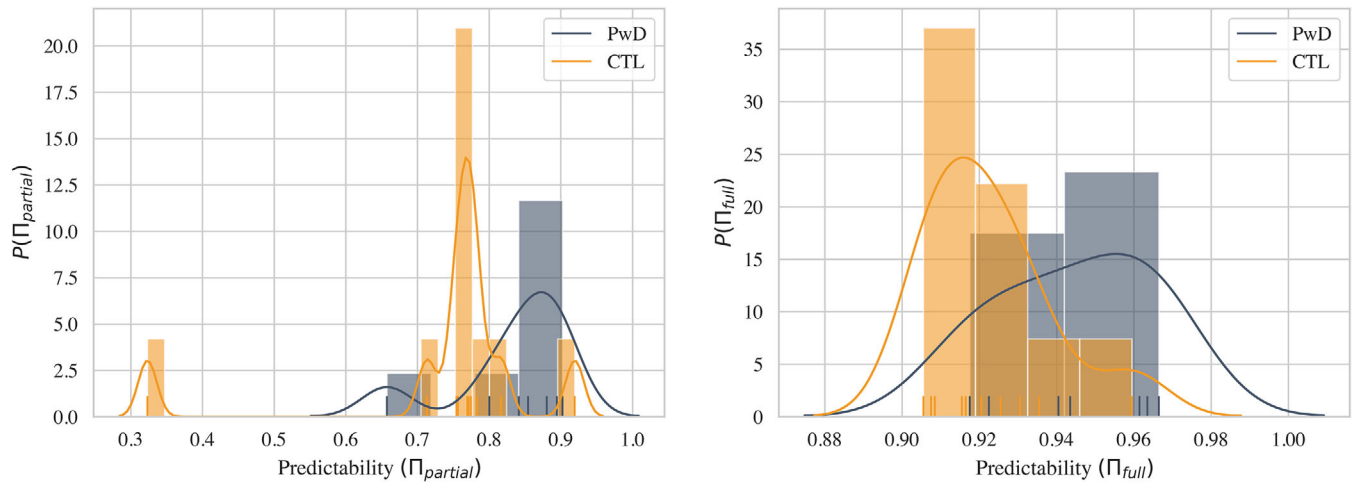 PwD
CTL
20.0
17.5
15.0
12.5
10.0
7.5
5.0
2.5
0.0
P(Π_partial)
0.3 0.4 0.5 0.6 0.7 0.8 0.9 1.0
Predictability (Π_partial)
PwD
CTL
35
30
25
20
15
10
5
0
P(Π_full)
0.88 0.90 0.92 0.94 0.96 0.98 1.00
Predictability (Π_full)